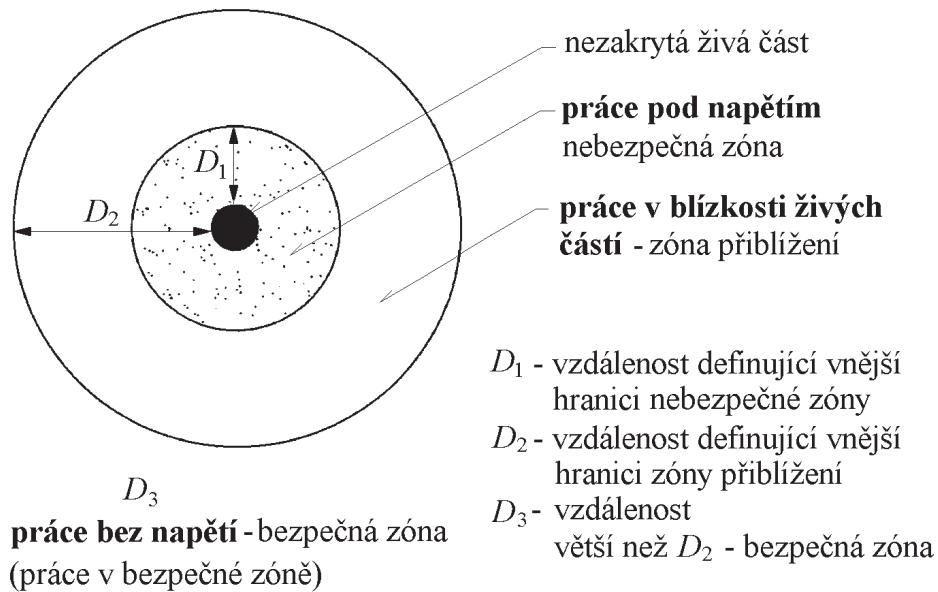 nezakrytá živá část
práce pod napětím
nebezpečná zóna
D1
D2
práce v blízkosti živých
částí - zóna přiblížení
D1 - vzdálenost definující vnější
hranici nebezpečné zóny
D2 - vzdálenost definující vnější
hranici zóny přiblížení
D3 - vzdálenost
větší než D2 - bezpečná zóna
D3
práce bez napětí - bezpečná zóna
(práce v bezpečné zóně)